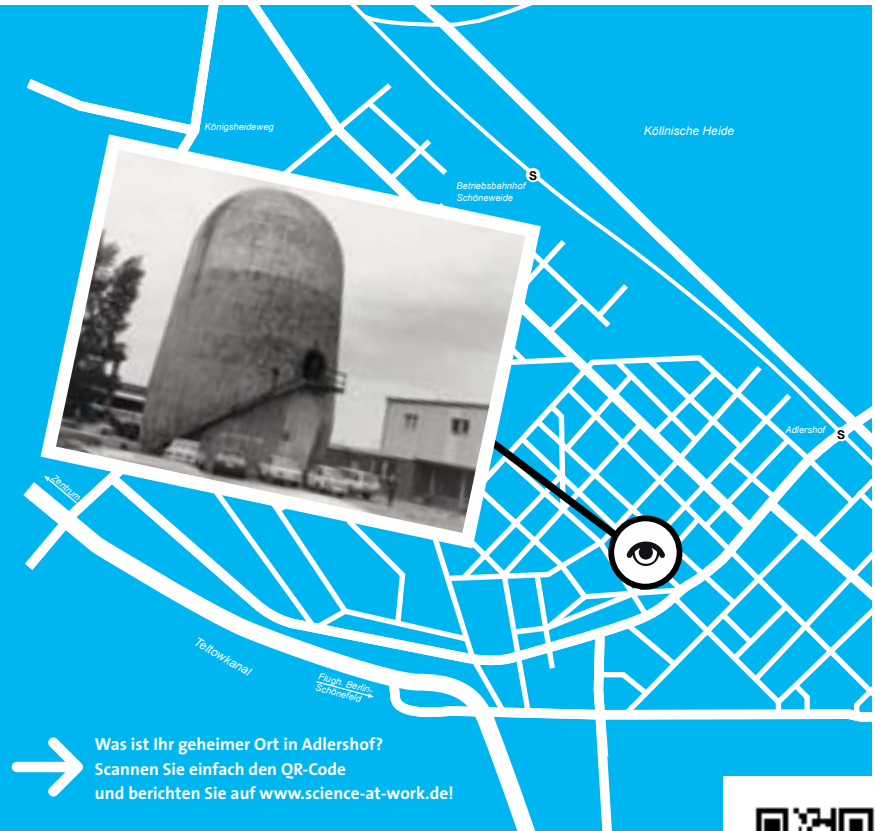 Königsheideweg
Köllnische Heide
Betriebsbahnhof
Schöneweide
S
Adlershof
S
Zentrum
Teltowkanal
Flugh. Berlin-
Schönefeld
Was ist Ihr geheimer Ort in Adlershof?
Scannen Sie einfach den QR-Code
und berichten Sie auf www.science-at-work.de!